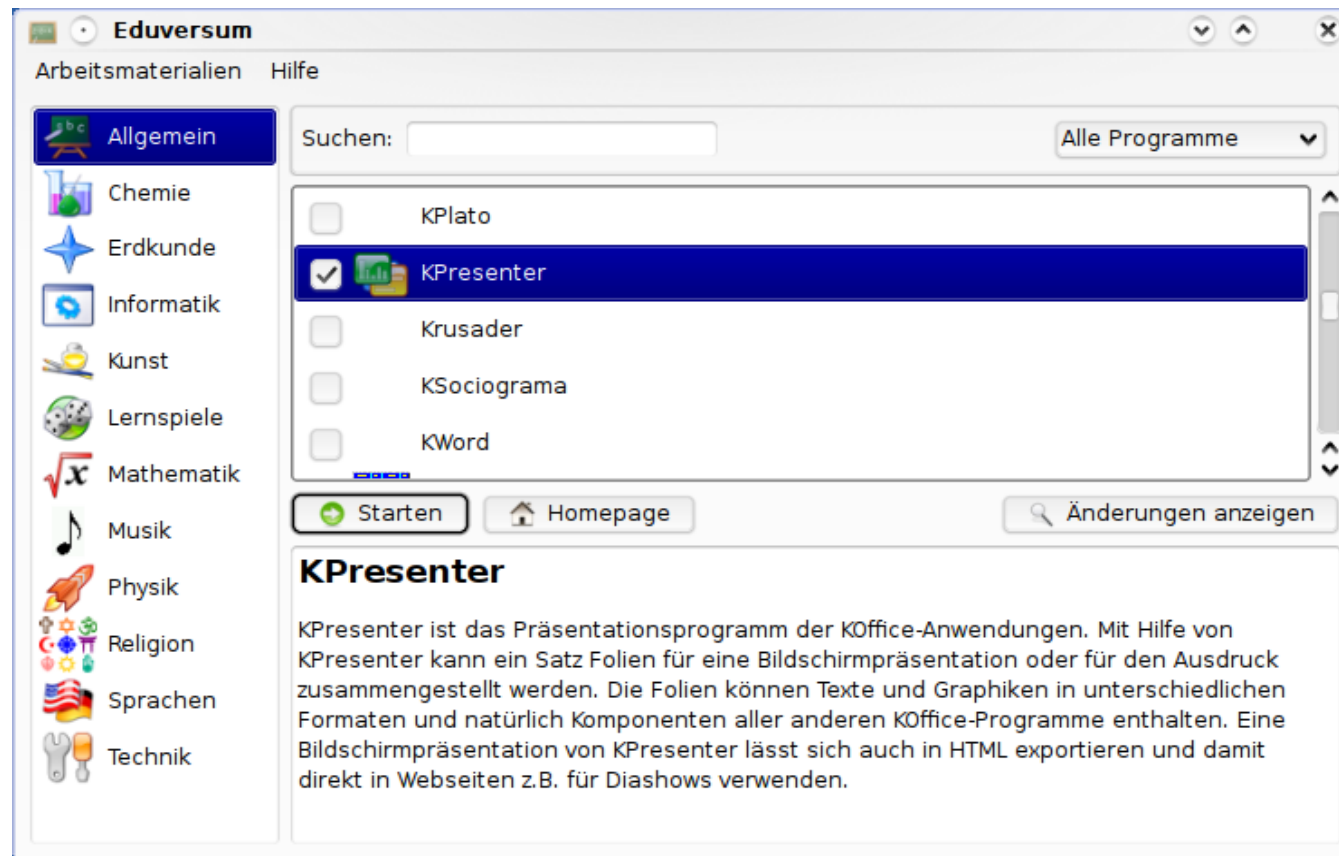 Eduversum
Arbeitsmaterialien Hilfe
Allgemein
Chemie
Erdkunde
Informatik
Kunst
Lernspiele
Mathematik
Musik
Physik
Religion
Sprachen
Technik
Suchen: Alle Programme
KPlato
KPresenter
Krusader
KSociograma
KWord
Starten Homepage Änderungen anzeigen
KPresenter
KPresenter ist das Präsentationsprogramm der KOffice-Anwendungen. Mit Hilfe von
KPresenter kann ein Satz Folien für eine Bildschirmpräsentation oder für den Ausdruck
zusammengestellt werden. Die Folien können Texte und Graphiken in unterschiedlichen
Formaten und natürlich Komponenten aller anderen KOffice-Programme enthalten. Eine
Bildschirmpräsentation von KPresenter lässt sich auch in HTML exportieren und damit
direkt in Webseiten z.B. für Diashows verwenden.